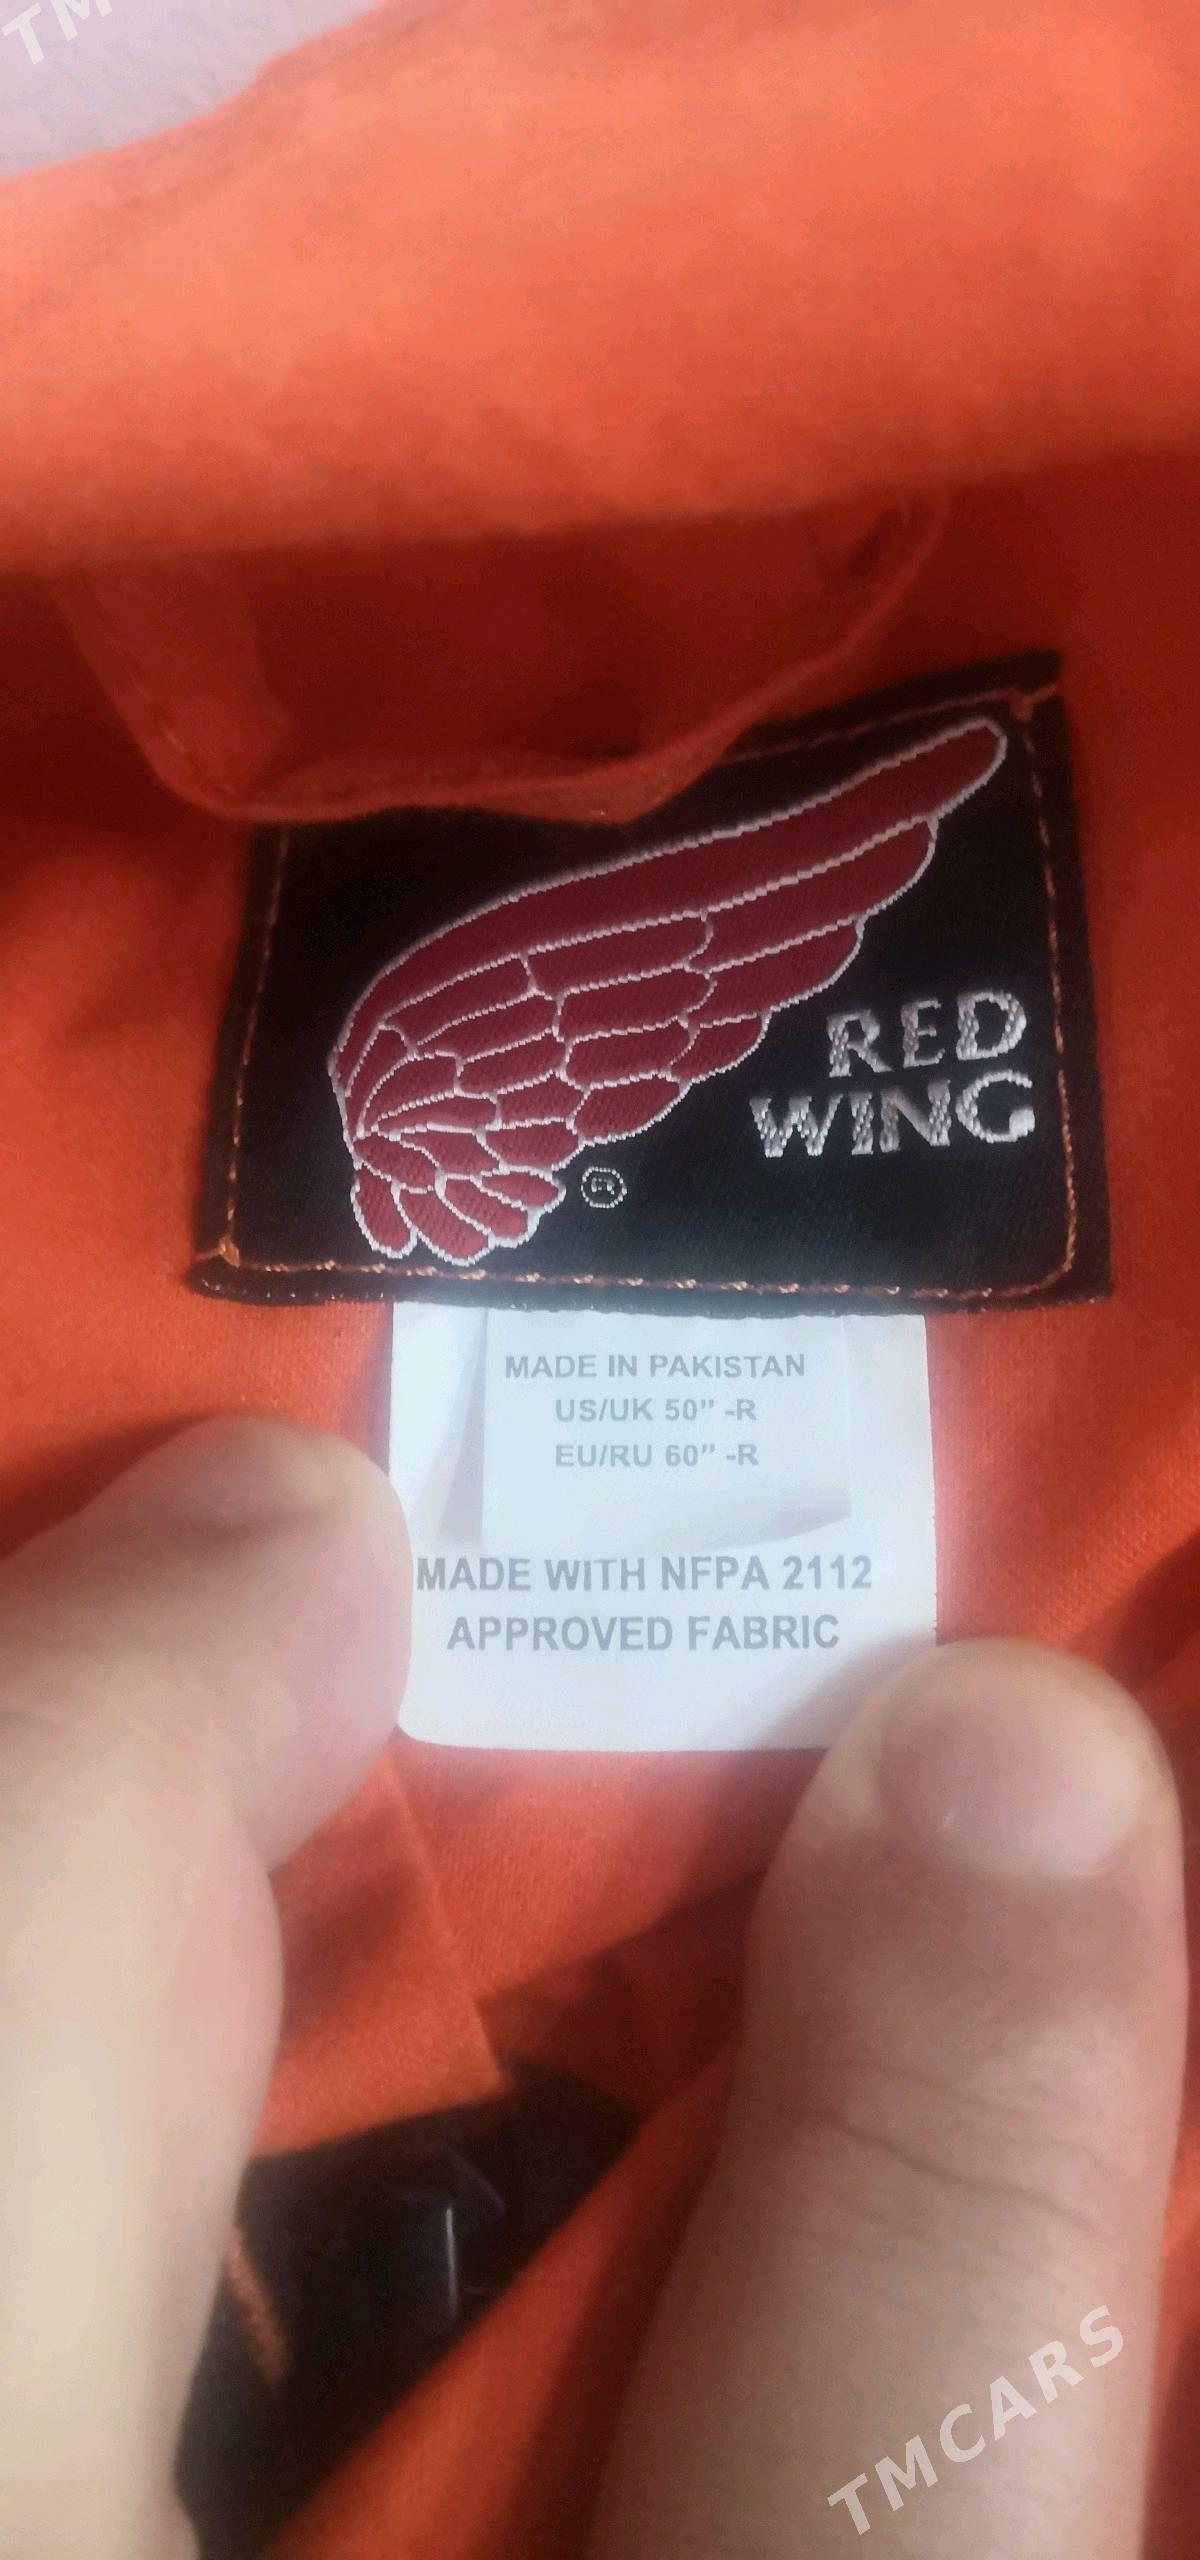 TM
RED
WING
®
MADE IN PAKISTAN
US/UK 50" -R
EU/RU 60" -R
MADE WITH NFPA 2112
APPROVED FABRIC
TMCARS